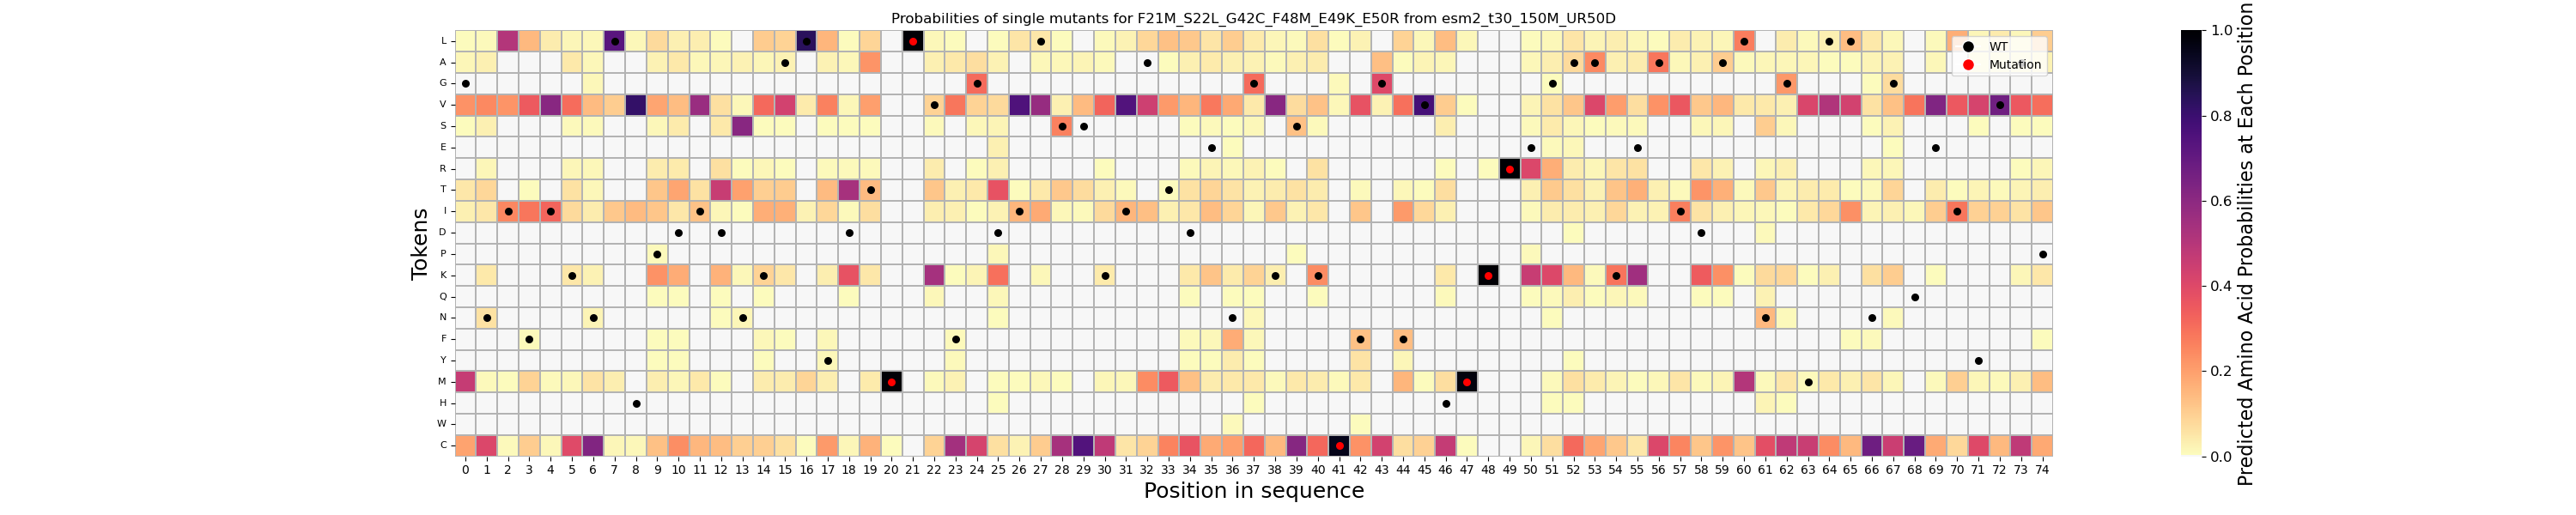 Probabilities of single mutants for F21M_S22L_G42C_F48M_E49K_E50R from esm2_t30_150M_UR50D
Tokens
L
A
G
V
S
E
R
T
I
D
P
K
Q
N
F
Y
M
H
W
C
0 1 2 3 4 5 6 7 8 9 10 11 12 13 14 15 16 17 18 19 20 21 22 23 24 25 26 27 28 29 30 31 32 33 34 35 36 37 38 39 40 41 42 43 44 45 46 47 48 49 50 51 52 53 54 55 56 57 58 59 60 61 62 63 64 65 66 67 68 69 70 71 72 73 74
Position in sequence
WT
Mutation
1.0
0.8
0.6
0.4
0.2
0.0
Predicted Amino Acid Probabilities at Each Position